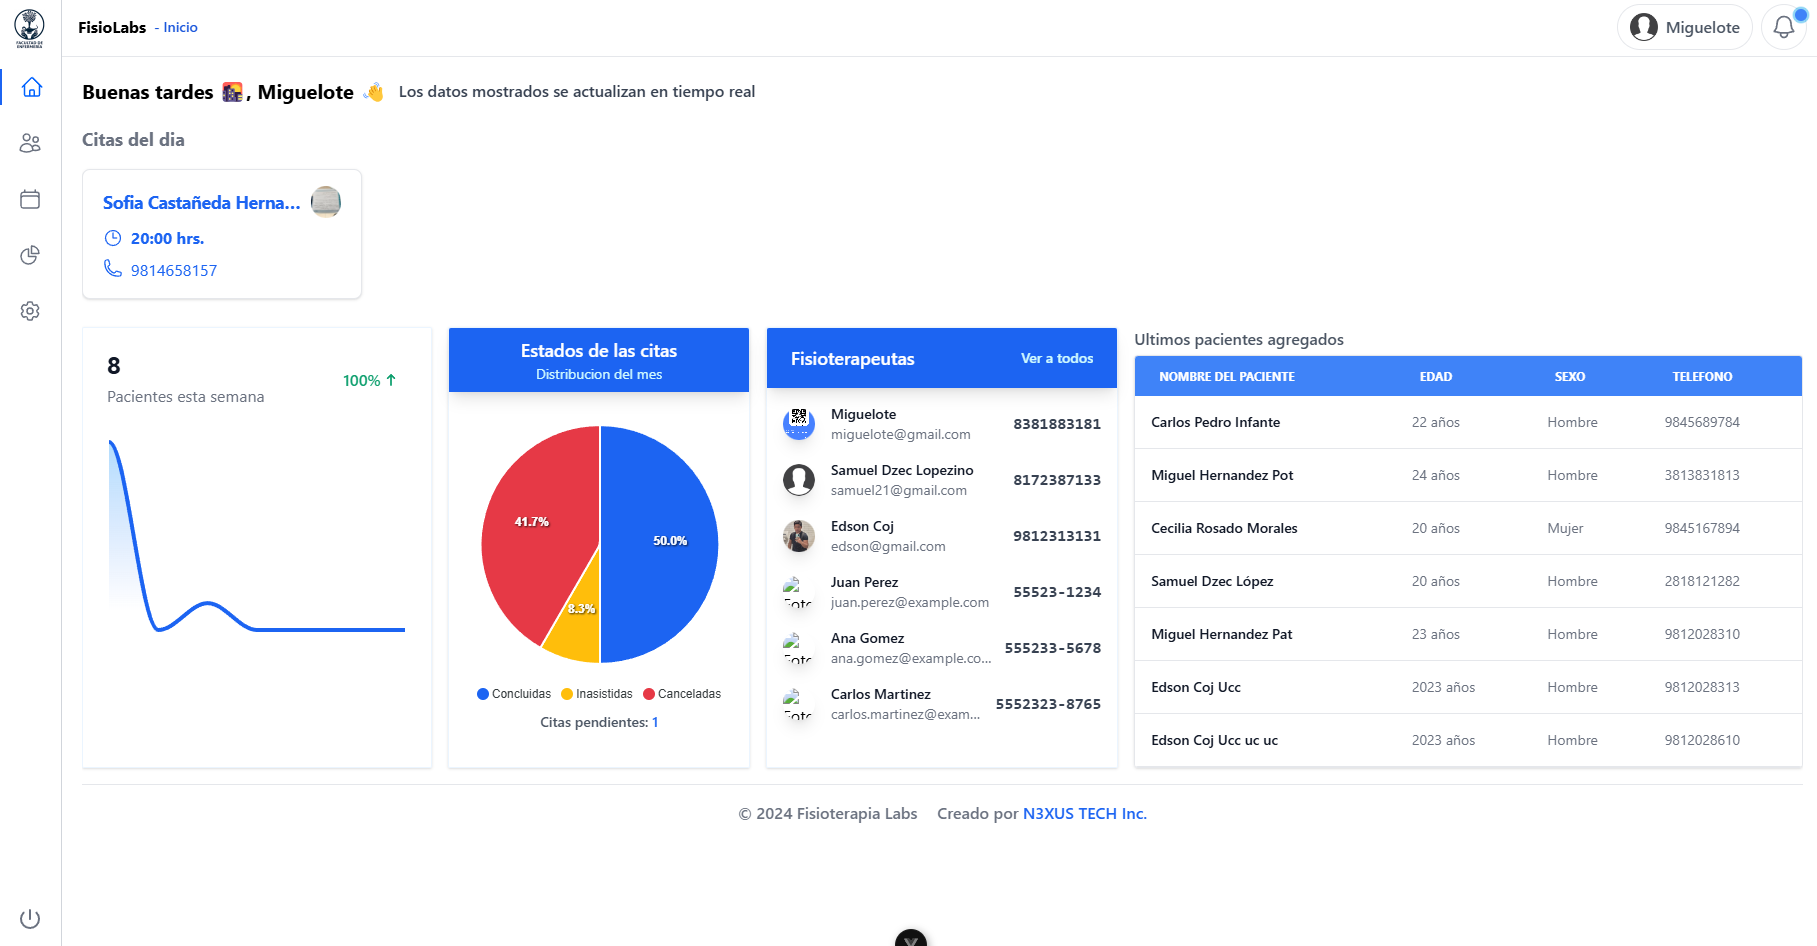 FACULTAD DE
ENFERMERÍA
FisioLabs - Inicio
Miguelote
Buenas tardes 🌇, Miguelote 👋 Los datos mostrados se actualizan en tiempo real
Citas del dia
Sofia Castañeda Herna...
20:00 hrs.
9814658157
8
Pacientes esta semana
100% ↑
Estados de las citas
Distribucion del mes
41.7%
50.0%
8.3%
Concluidas Inasistidas Canceladas
Citas pendientes: 1
Fisioterapeutas Ver a todos
Miguelote
miguelote@gmail.com
8381883181
Samuel Dzec Lopezino
samuel21@gmail.com
8172387133
Edson Coj
edson@gmail.com
9812313131
Foto
Juan Perez
juan.perez@example.com
55523-1234
Foto
Ana Gomez
ana.gomez@example.co...
555233-5678
Foto
Carlos Martinez
carlos.martinez@exam...
5552323-8765
Ultimos pacientes agregados
NOMBRE DEL PACIENTE EDAD SEXO TELEFONO
Carlos Pedro Infante 22 años Hombre 9845689784
Miguel Hernandez Pot 24 años Hombre 3813831813
Cecilia Rosado Morales 20 años Mujer 9845167894
Samuel Dzec López 20 años Hombre 2818121282
Miguel Hernandez Pat 23 años Hombre 9812028310
Edson Coj Ucc 2023 años Hombre 9812028313
Edson Coj Ucc uc uc 2023 años Hombre 9812028610
© 2024 Fisioterapia Labs Creado por N3XUS TECH Inc.